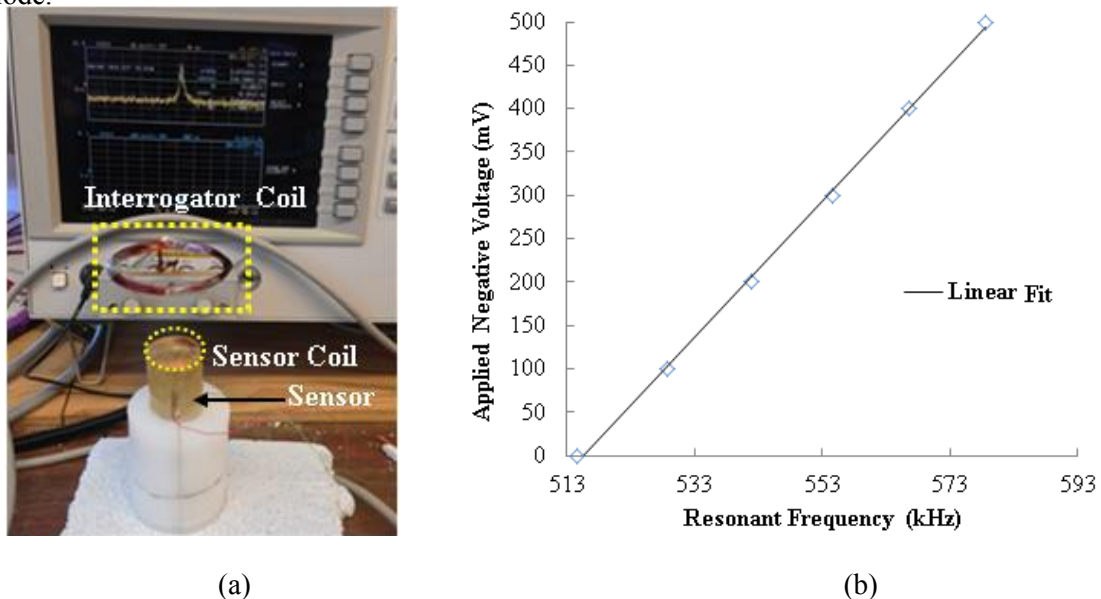 ode.
Interrogator Coil
Sensor Coil
Sensor
(a)
Applied Negative Voltage (mV)
500
450
400
350
300
250
200
150
100
50
0
513 533 553 573 593
Resonant Frequency (kHz)
Linear Fit
(b)